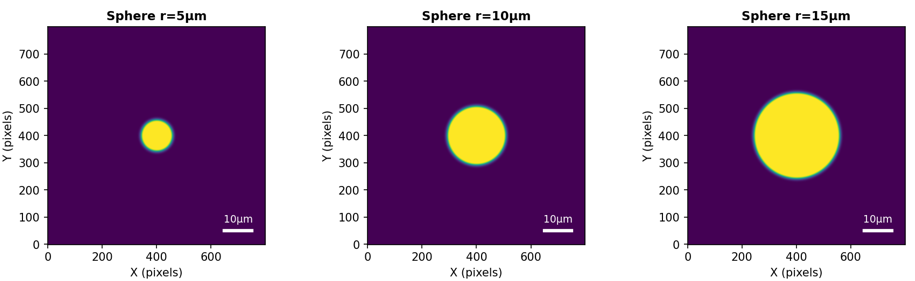 Sphere r=5μm
700
600
500
400
300
200
100
0
Y (pixels)
0 200 400 600
X (pixels)
10μm
Sphere r=10μm
700
600
500
400
300
200
100
0
Y (pixels)
0 200 400 600
X (pixels)
10μm
Sphere r=15μm
700
600
500
400
300
200
100
0
Y (pixels)
0 200 400 600
X (pixels)
10μm